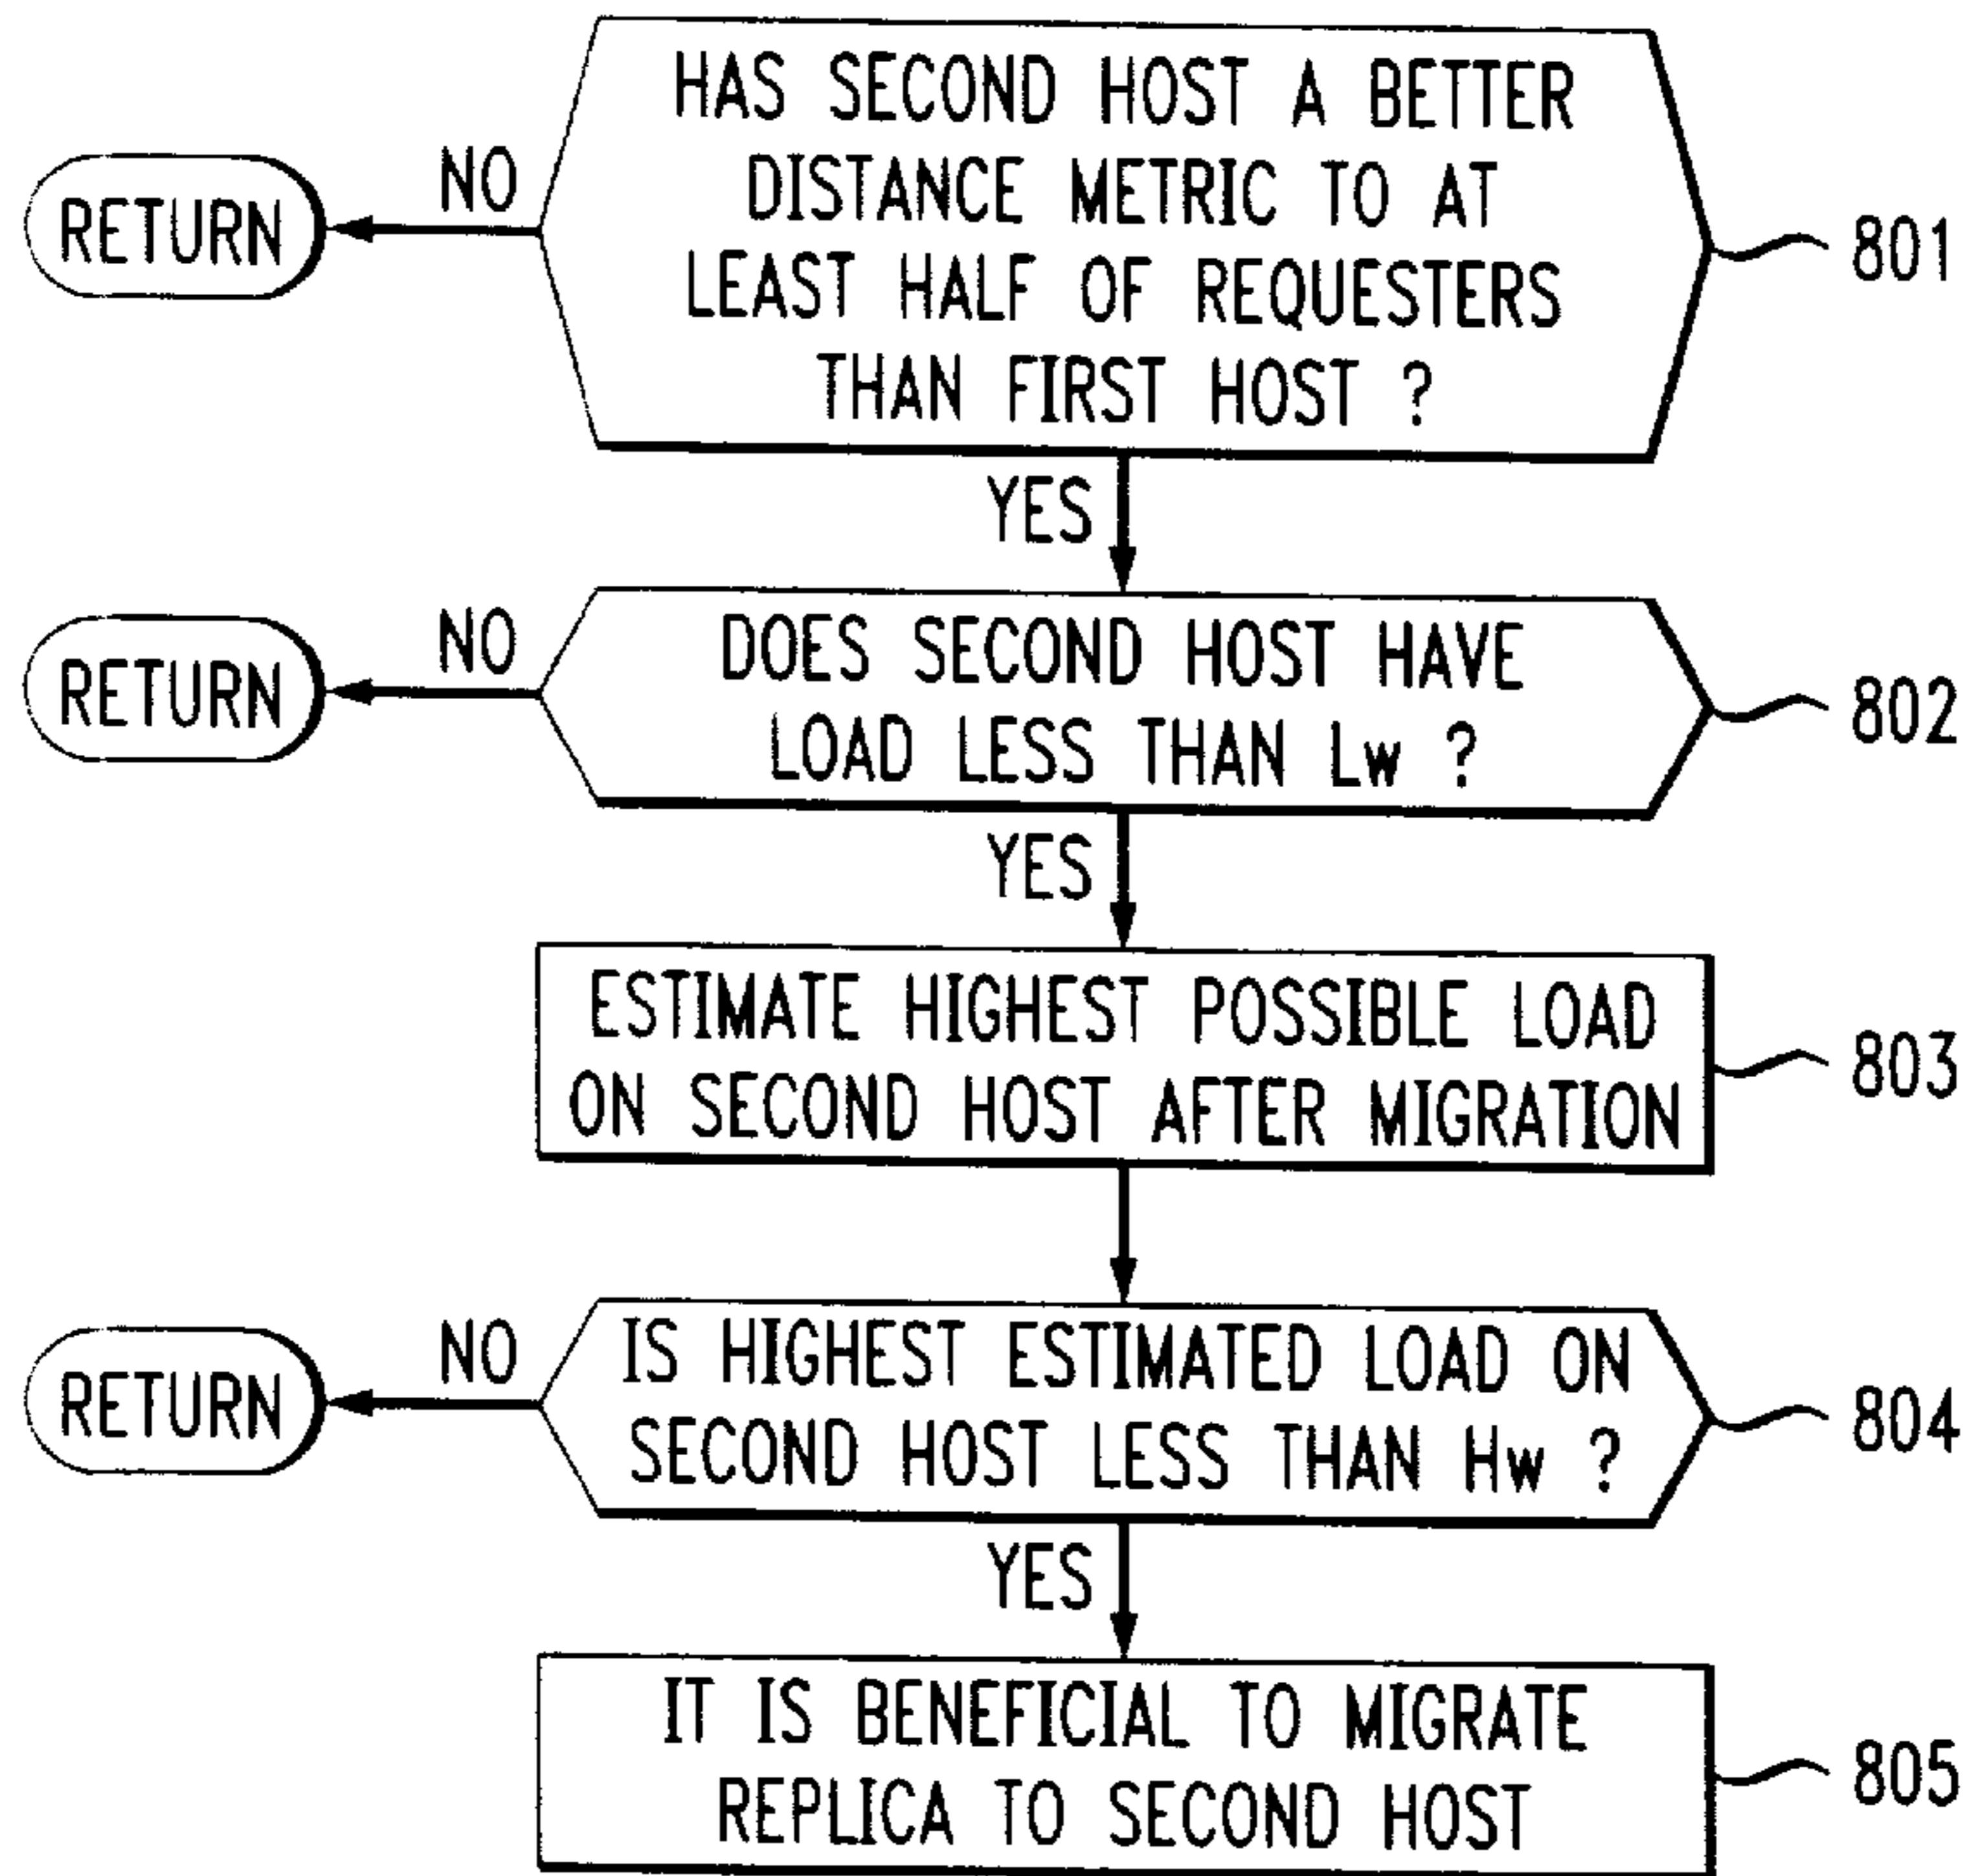 HAS SECOND HOST A BETTER
DISTANCE METRIC TO AT
LEAST HALF OF REQUESTERS
THAN FIRST HOST ?
801
NO
RETURN
YES
DOES SECOND HOST HAVE
LOAD LESS THAN Lw ?
802
NO
RETURN
YES
ESTIMATE HIGHEST POSSIBLE LOAD
ON SECOND HOST AFTER MIGRATION
803
IS HIGHEST ESTIMATED LOAD ON
SECOND HOST LESS THAN Hw ?
804
NO
RETURN
YES
IT IS BENEFICIAL TO MIGRATE
REPLICA TO SECOND HOST
805